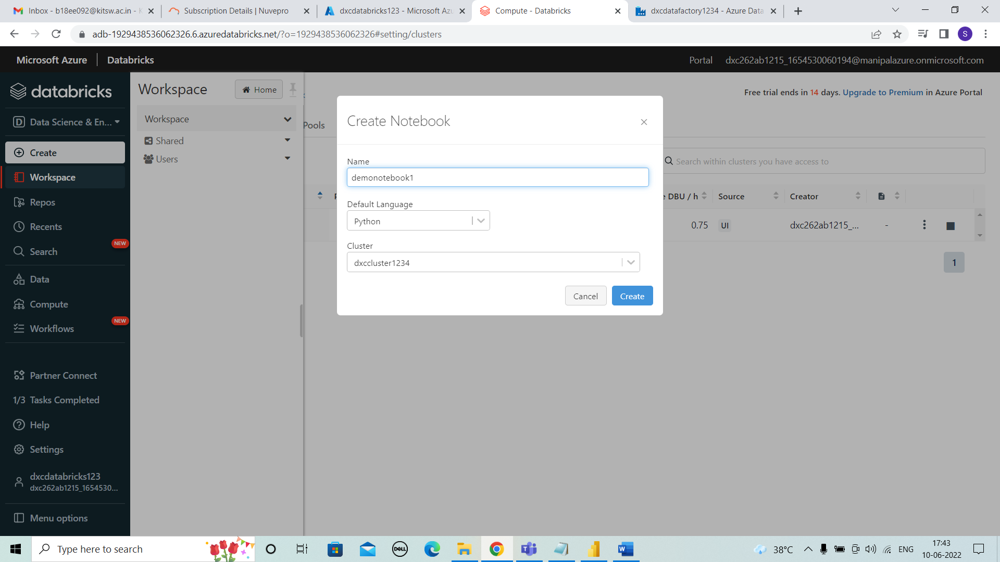 Inbox - b18ee092@kitsw.ac.in - K
Subscription Details | Nuvepro
dxcdatabricks123 - Microsoft Azu
Compute - Databricks
dxcdatafactory1234 - Azure Data
adb-1929438536062326.6.azuredatabricks.net/?o=1929438536062326#setting/clusters
S
Microsoft Azure
Databricks
Portal
dxc262ab1215_1654530060194@manipalazure.onmicrosoft.com
databricks
Data Science & En...
Create
Workspace
Repos
Recents
NEW
Search
Data
Compute
NEW
Workflows
Partner Connect
1/3 Tasks Completed
Help
Settings
dxcdatabricks123
dxc262ab1215_1654530...
Menu options
Workspace
Home
Workspace
Shared
Users
Free trial ends in 14 days. Upgrade to Premium in Azure Portal
Pools
Search within clusters you have access to
DBU / h
Source
Creator
0.75
UI
dxc262ab1215_...
-
1
Create Notebook
Name
demonotebook1
Default Language
Python
Cluster
dxccluster1234
Cancel
Create
Type here to search
DELL
38°C
ENG
17:43
10-06-2022